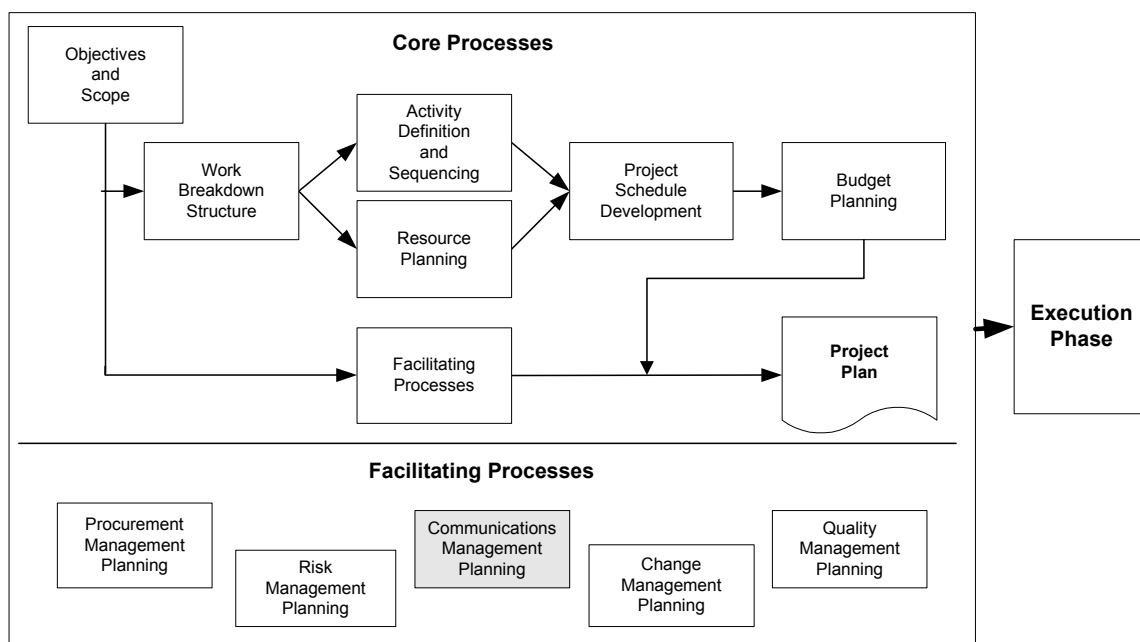 Core Processes
Objectives
and
Scope
Work
Breakdown
Structure
Activity
Definition
and
Sequencing
Resource
Planning
Project
Schedule
Development
Budget
Planning
Facilitating
Processes
Project
Plan
Execution
Phase
Facilitating Processes
Procurement
Management
Planning
Risk
Management
Planning
Communications
Management
Planning
Change
Management
Planning
Quality
Management
Planning